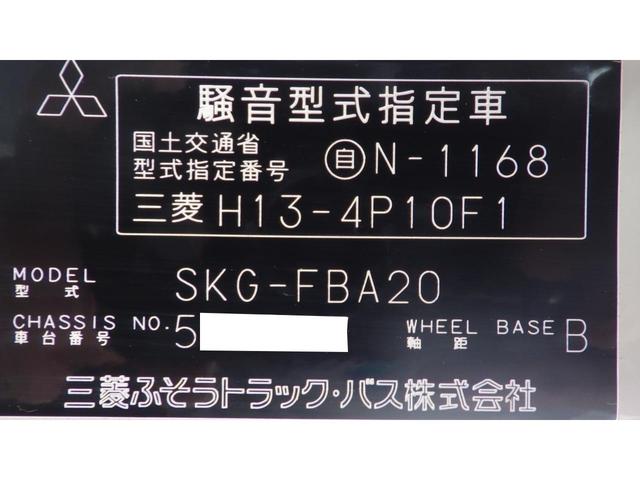 騒音型式指定車
国土交通省
型式指定番号 自N-1168
三菱 H13-4P10F1
MODEL
型式 SKG-FBA20
CHASSIS NO. 5
車台番号
WHEEL BASE B
軸距
三菱ふそうトラック・バス株式会社